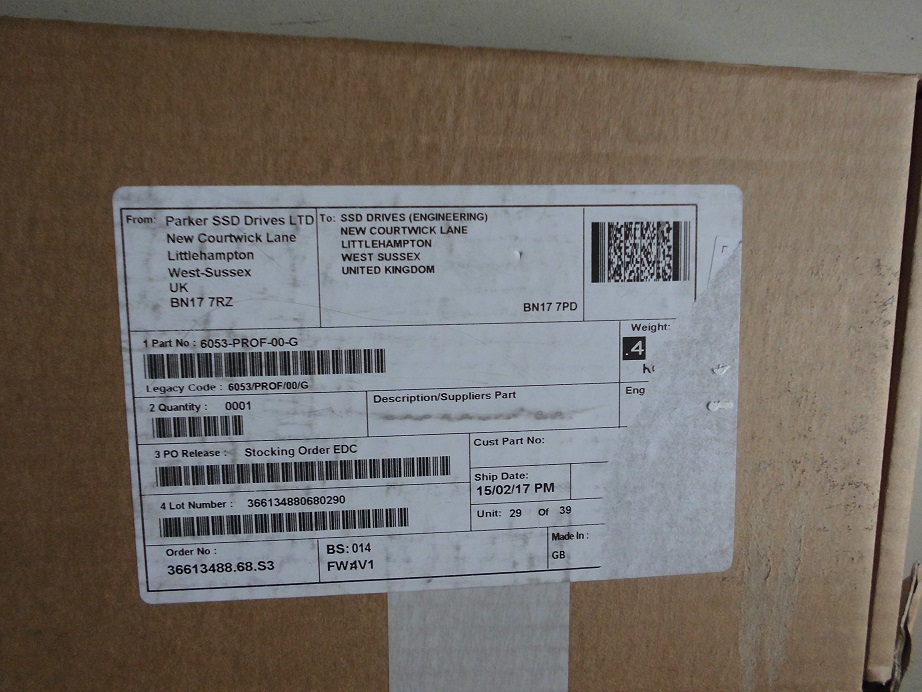 From: Parker SSD Drives LTD
New Courtwick Lane
Littlehampton
West-Sussex
UK
BN17 7RZ
To: SSD DRIVES (ENGINEERING)
NEW COURTWICK LANE
LITTLEHAMPTON
WEST SUSSEX
UNITED KINGDOM
BN17 7PD
1 Part No : 6053-PROF-00-G
Legacy Code : 6053/PROF/00/G
Weight:
.4
2 Quantity : 0001
Description/Suppliers Part
Eng
3 PO Release : Stocking Order EDC
Cust Part No:
4 Lot Number : 366134880680290
Ship Date:
15/02/17 PM
Unit: 29 Of 39
Order No :
36613488.68.S3
BS: 014
FW:4V1
Made In :
GB